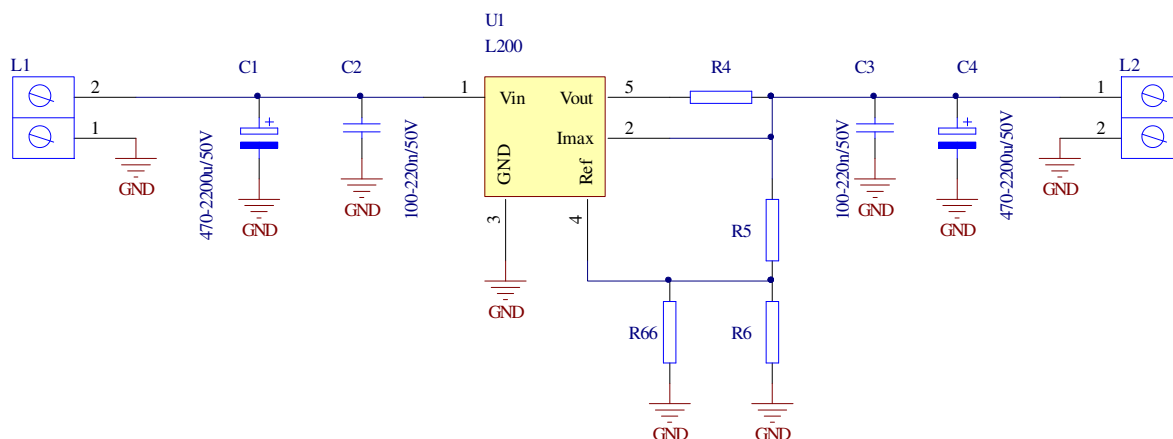 U1
L200
L1
2
1
GND
C1
470-2200u/50V
+
GND
C2
100-220n/50V
GND
1
Vin
Vout
Imax
GND
Ref
5
2
3
4
GND
R4
R5
R66
R6
GND
GND
C3
100-220n/50V
GND
C4
470-2200u/50V
+
GND
L2
1
2
GND